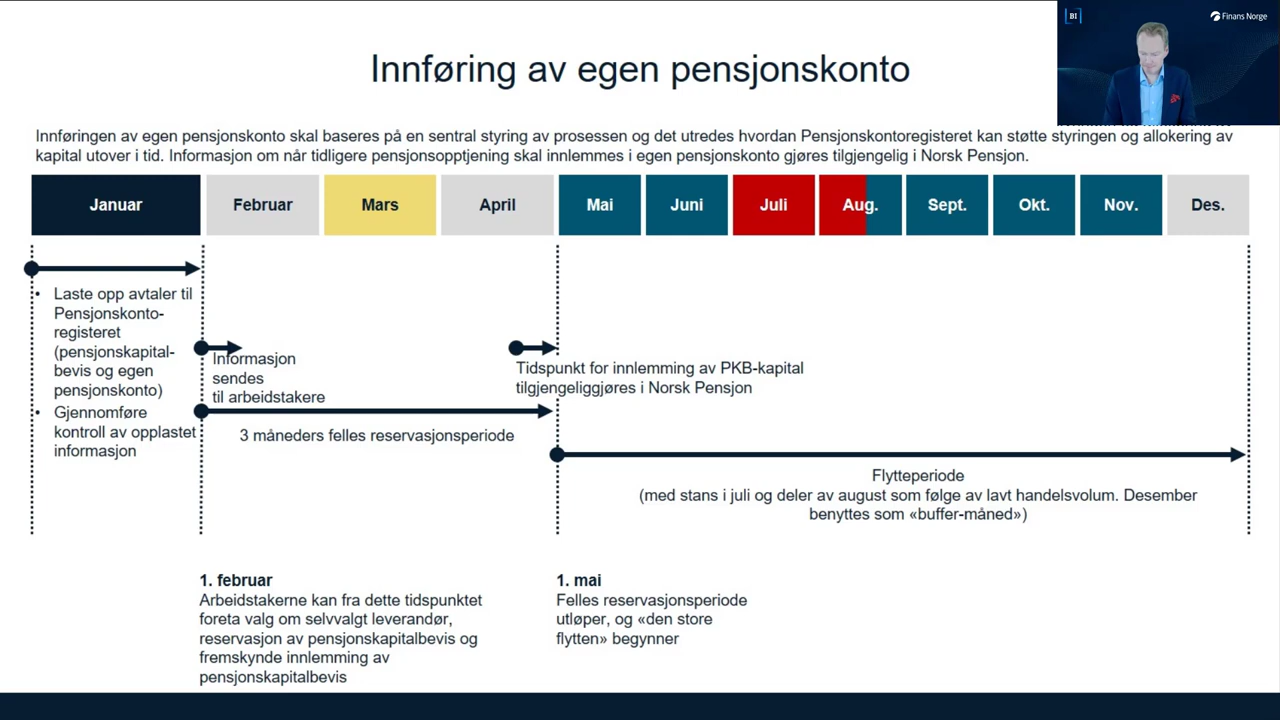 BI
Finans Norge
Innføring av egen pensjonskonto
Innføringen av egen pensjonskonto skal baseres på en sentral styring av prosessen og det utredes hvordan Pensjonskontoregisteret kan støtte styringen og allokering av
kapital utover i tid. Informasjon om når tidligere pensjonsopptjening skal innlemmes i egen pensjonskonto gjøres tilgjengelig i Norsk Pensjon.
Januar Februar Mars April Mai Juni Juli Aug. Sept. Okt. Nov. Des.
• Laste opp avtaler til
Pensjonskonto-
registeret
(pensjonskapital-
bevis og egen
pensjonskonto)
• Gjennomføre
kontroll av opplastet
informasjon
Informasjon
sendes
til arbeidstakere
Tidspunkt for innlemming av PKB-kapital
tilgjengeliggjøres i Norsk Pensjon
3 måneders felles reservasjonsperiode
Flytteperiode
(med stans i juli og deler av august som følge av lavt handelsvolum. Desember
benyttes som «buffer-måned»)
1. februar
Arbeidstakerne kan fra dette tidspunktet
foreta valg om selvvalgt leverandør,
reservasjon av pensjonskapitalbevis og
fremskynde innlemming av
pensjonskapitalbevis
1. mai
Felles reservasjonsperiode
utløper, og «den store
flytten» begynner